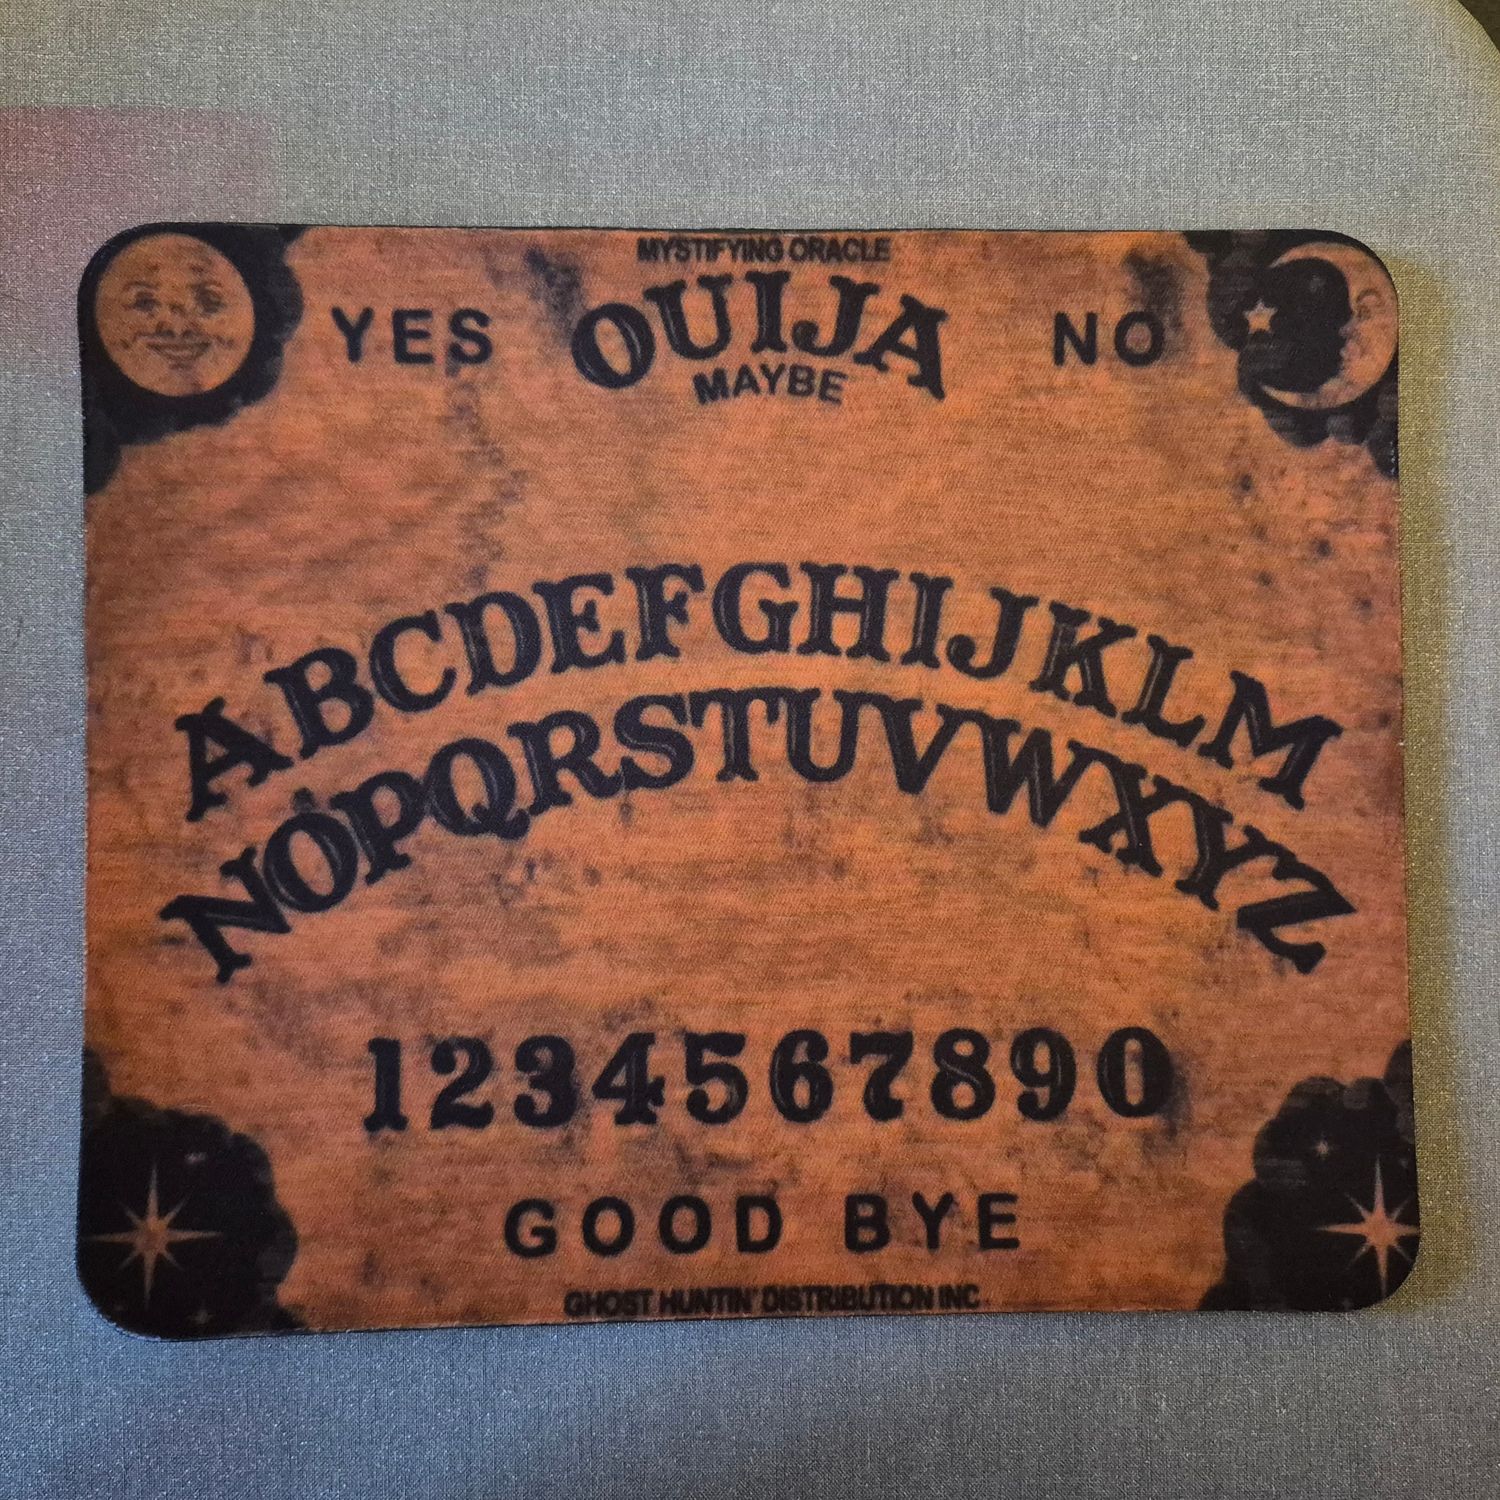 MYSTIFYING ORACLE
YES OUIJA NO
MAYBE
ABCDEFGHIJKLM
NOPQRSTUVWXYZ
1234567890
GOOD BYE
GHOST HUNTIN' DISTRIBUTION INC